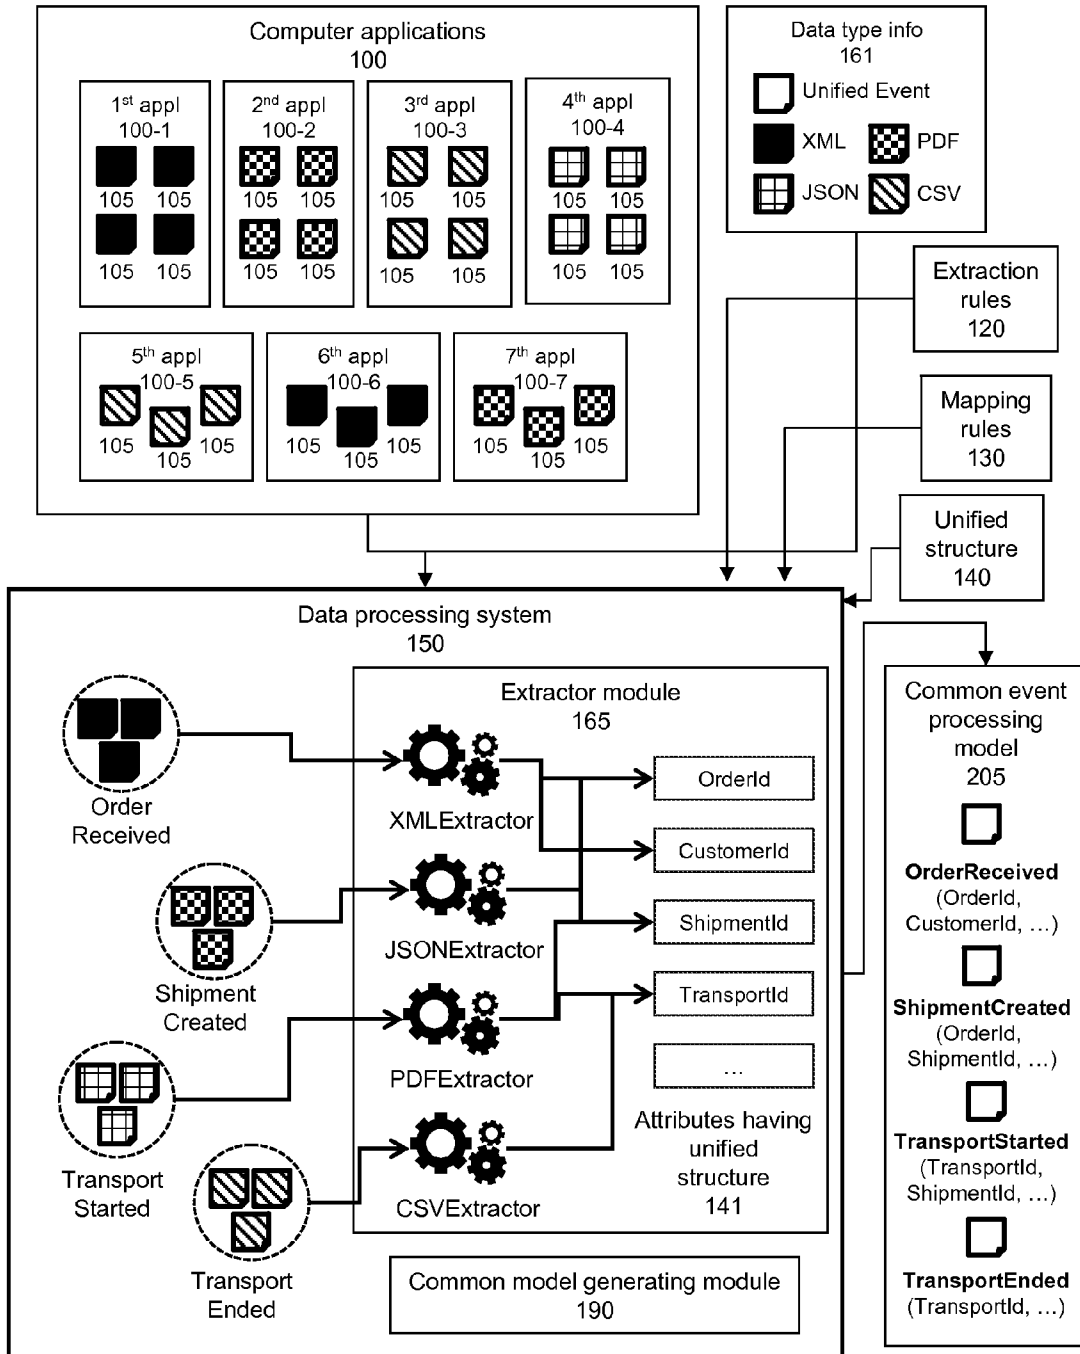 Computer applications
100
1st appl
100-1
105 105
105 105
2nd appl
100-2
105 105
105 105
3rd appl
100-3
105 105
105 105
4th appl
100-4
105 105
105 105
5th appl
100-5
105 105
105
6th appl
100-6
105 105
105
7th appl
100-7
105 105
105
Data type info
161
Unified Event
XML PDF
JSON CSV
Extraction
rules
120
Mapping
rules
130
Unified
structure
140
Data processing system
150
Order
Received
Shipment
Created
Transport
Started
Transport
Ended
Extractor module
165
XMLExtractor
JSONExtractor
PDFExtractor
CSVExtractor
OrderId
CustomerId
ShipmentId
TransportId
...
Attributes having
unified
structure
141
Common model generating module
190
Common event
processing
model
205
OrderReceived
(OrderId,
CustomerId, ...)
ShipmentCreated
(OrderId,
ShipmentId, ...)
TransportStarted
(TransportId,
ShipmentId, ...)
TransportEnded
(TransportId, ...)